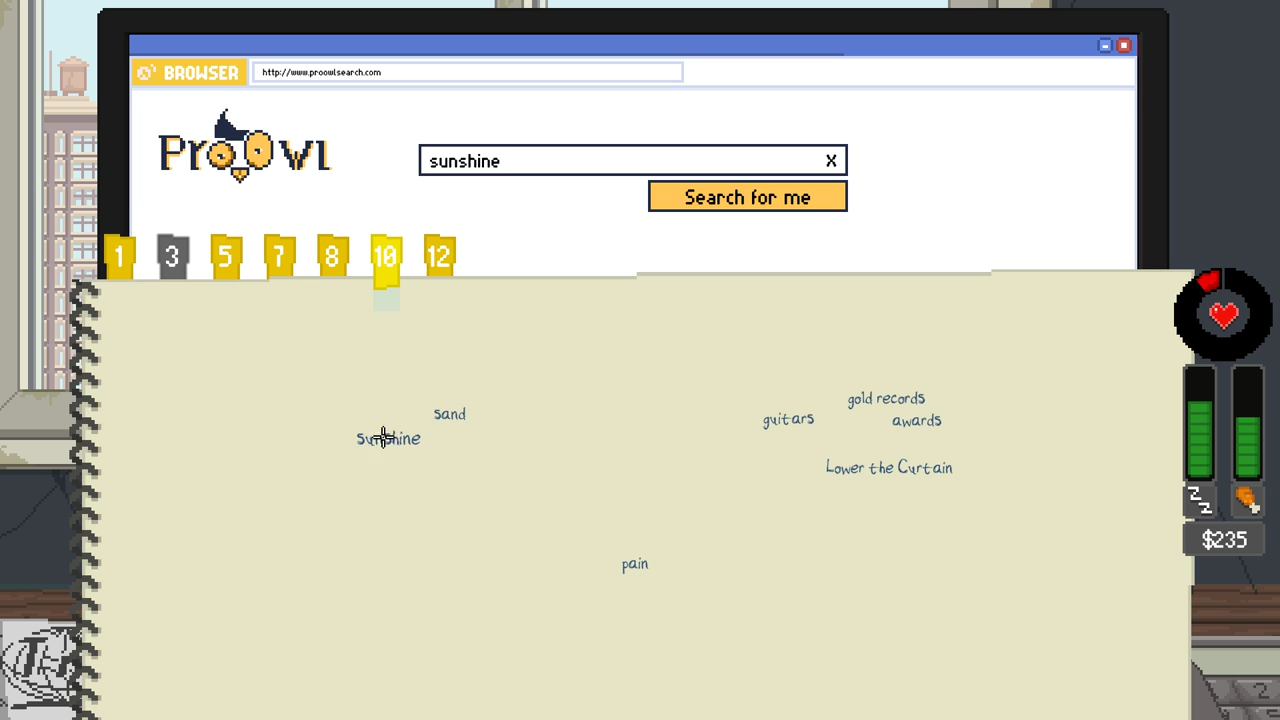 BROWSER
http://www.proowlsearch.com
PrOOwl
sunshine X
Search for me
1 3 5 7 8 10 12
gold records
sand
guitars
awards
sunshine
Lower the Curtain
$235
pain